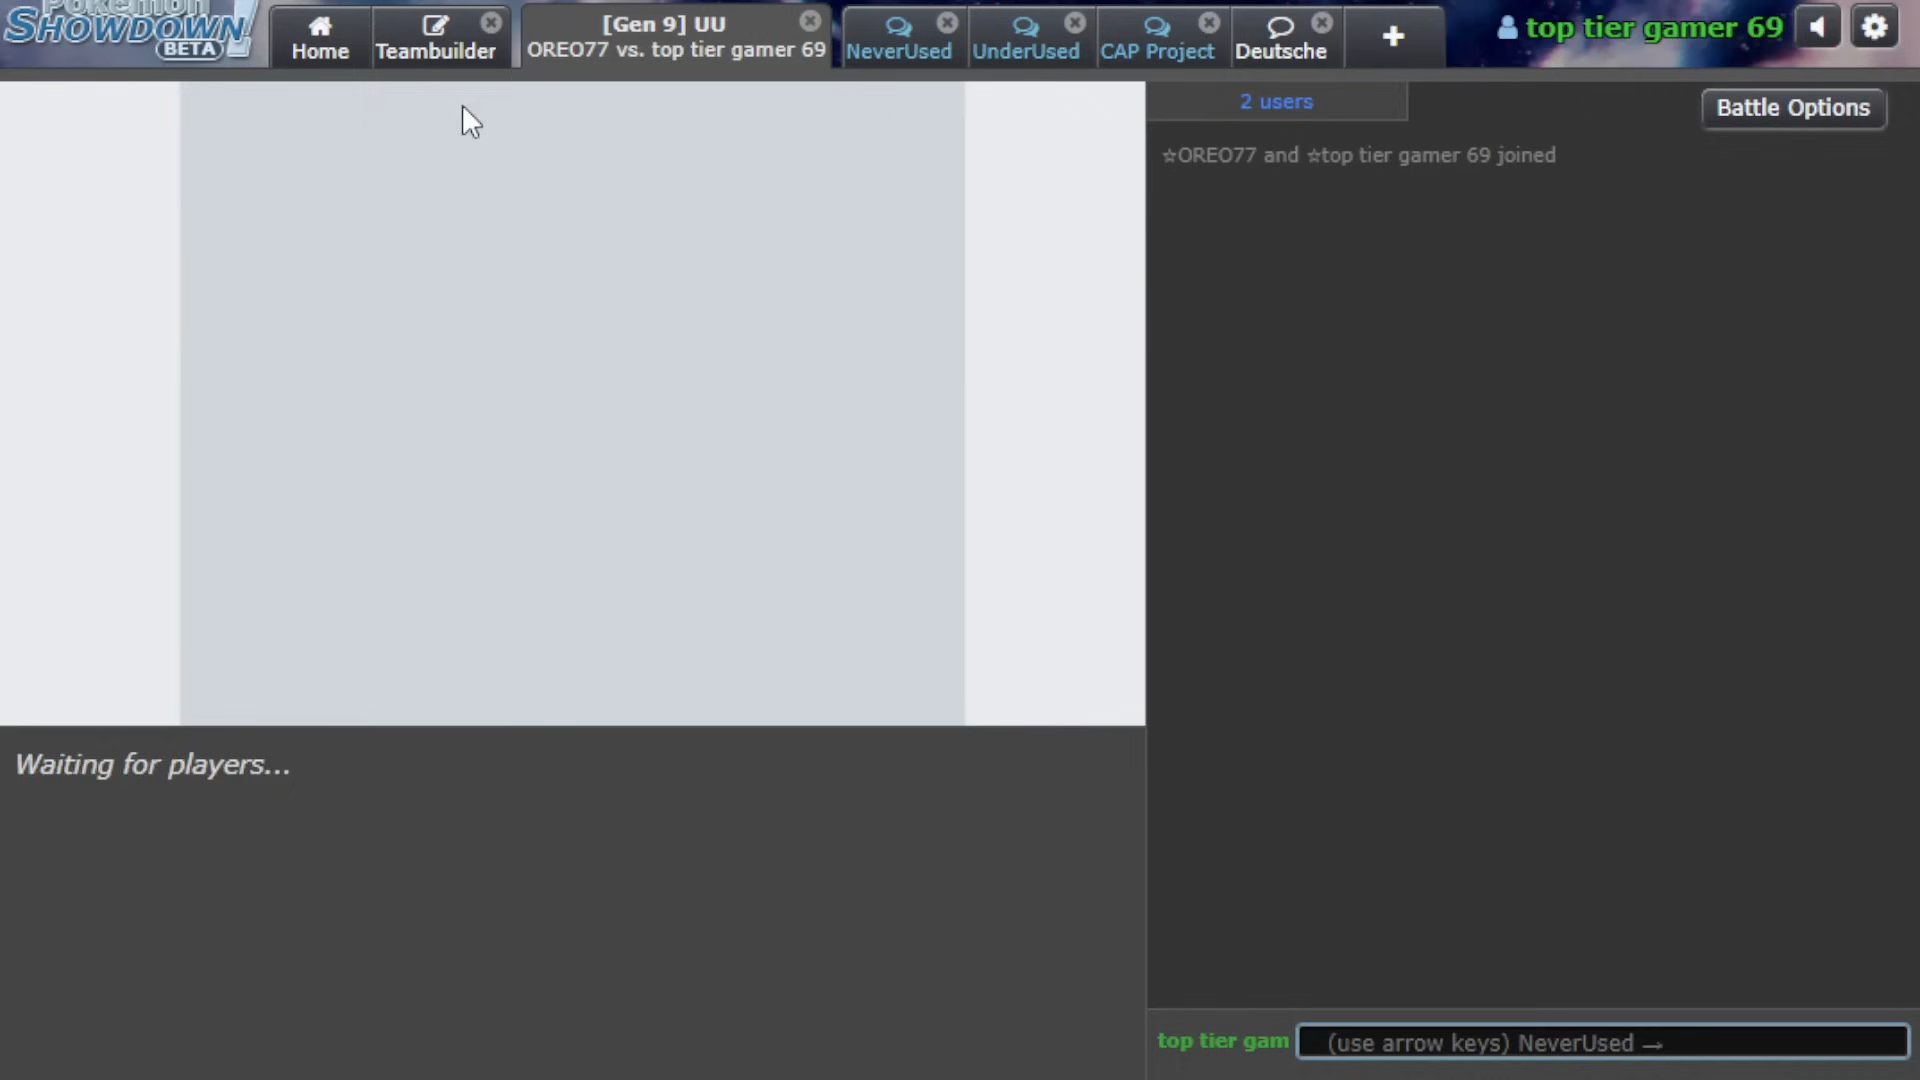 Pokémon
SHOWDOWN!
BETA
Home
Teambuilder
[Gen 9] UU
OREO77 vs. top tier gamer 69
NeverUsed
UnderUsed
CAP Project
Deutsche
top tier gamer 69
2 users
Battle Options
☆OREO77 and ☆top tier gamer 69 joined
Waiting for players...
top tier gam
(use arrow keys) NeverUsed →